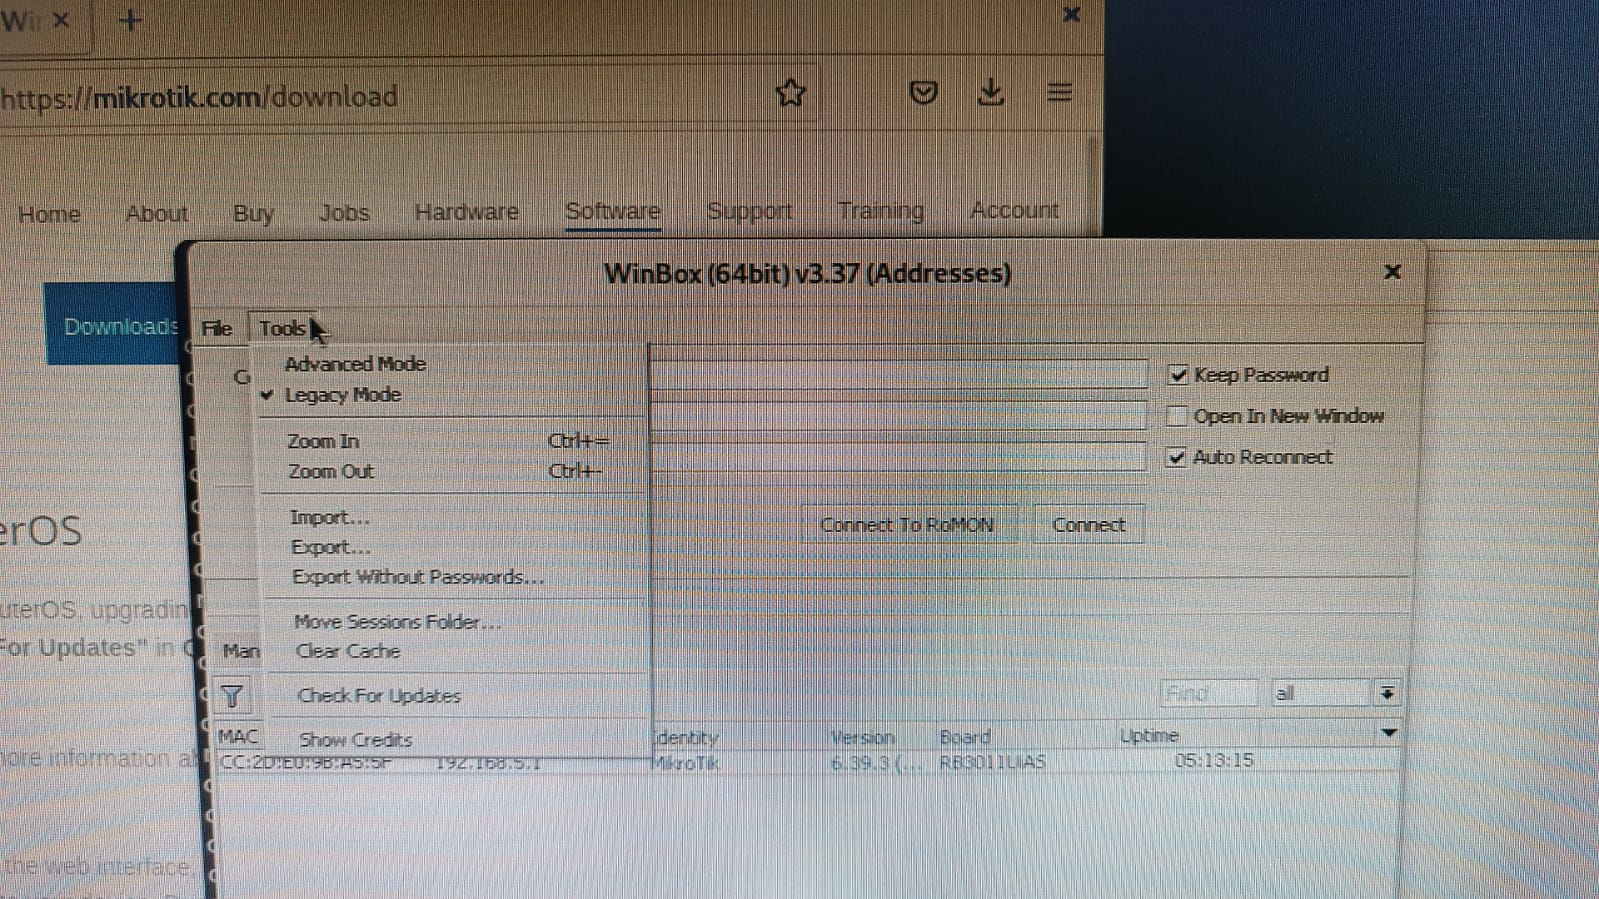 Win
https://mikrotik.com/download
Home About Buy Jobs Hardware Software Support Training Account
WinBox (64bit) v3.37 (Addresses)
Downloads
File Tools
Advanced Mode
Legacy Mode
Keep Password
Open In New Window
Zoom In Ctrl+=
Zoom Out Ctrl+-
Auto Reconnect
Import...
Export...
Export Without Passwords...
Connect To RoMON Connect
erOS
uterOS, upgradin
For Updates" in
Move Sessions Folder...
Man
Clear Cache
Check For Updates
Find all
MAC
Show Credits
Identity Version Board Uptime
more information a
CC:2D:E0:9B:A5:5F 192.168.5.1 MikroTik 6.39.3 (... RB3011UiAS 05:13:15
the web interface,